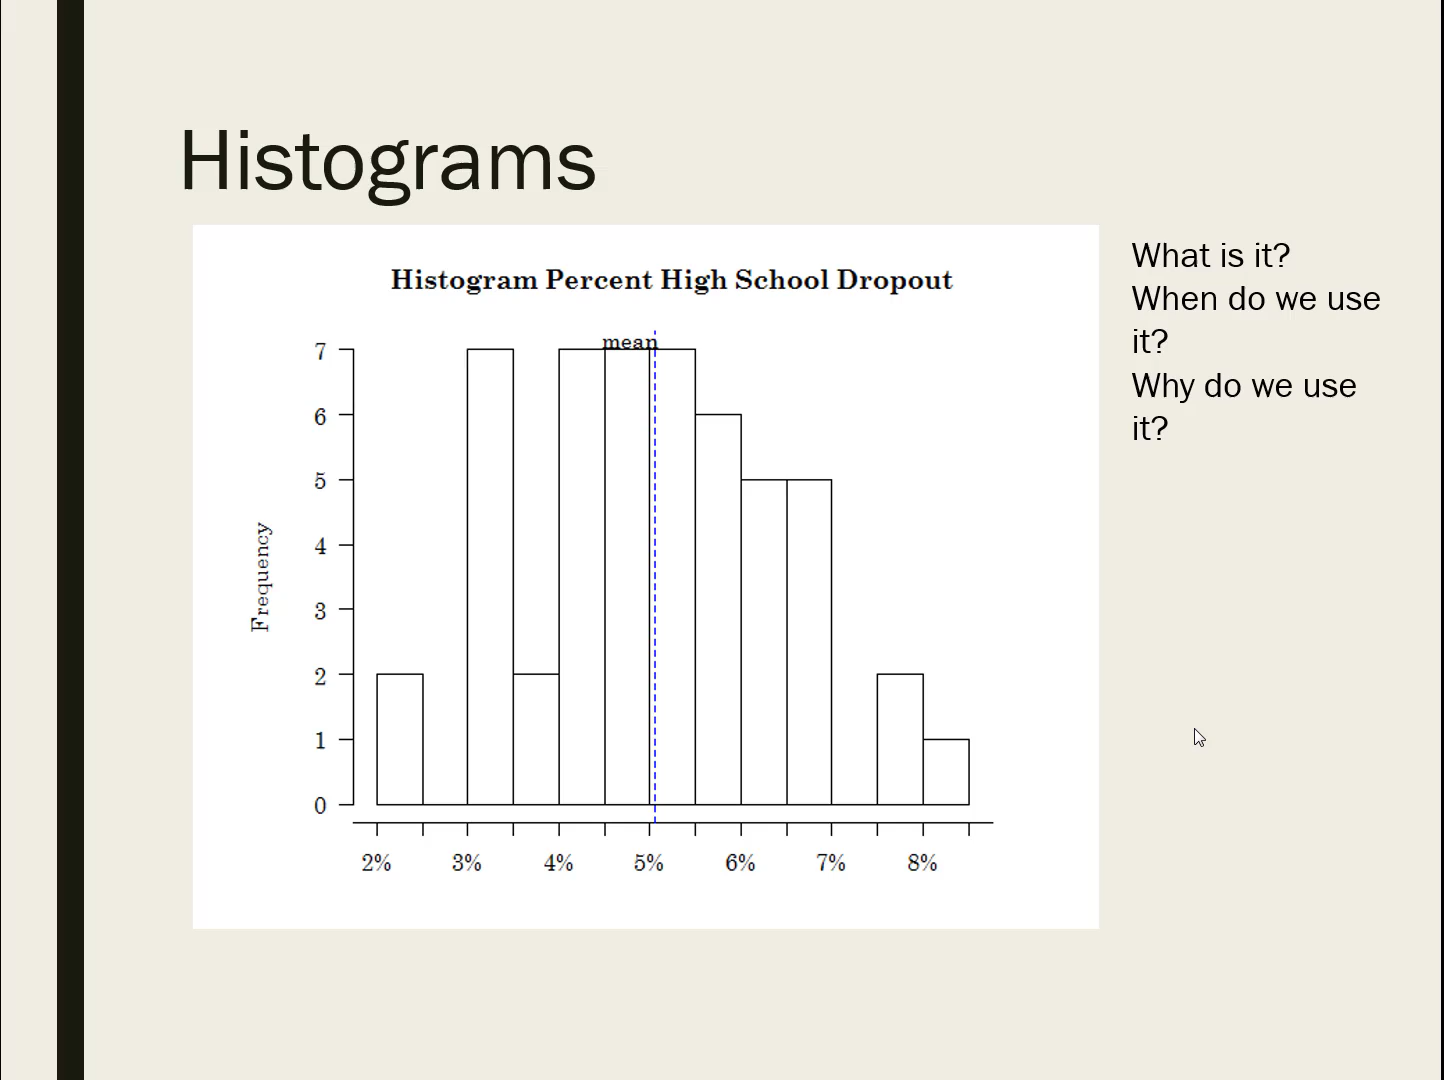 Histograms
Histogram Percent High School Dropout
What is it?
When do we use
it?
Why do we use
it?
mean
7
6
5
4
3
2
1
0
Frequency
2% 3% 4% 5% 6% 7% 8%